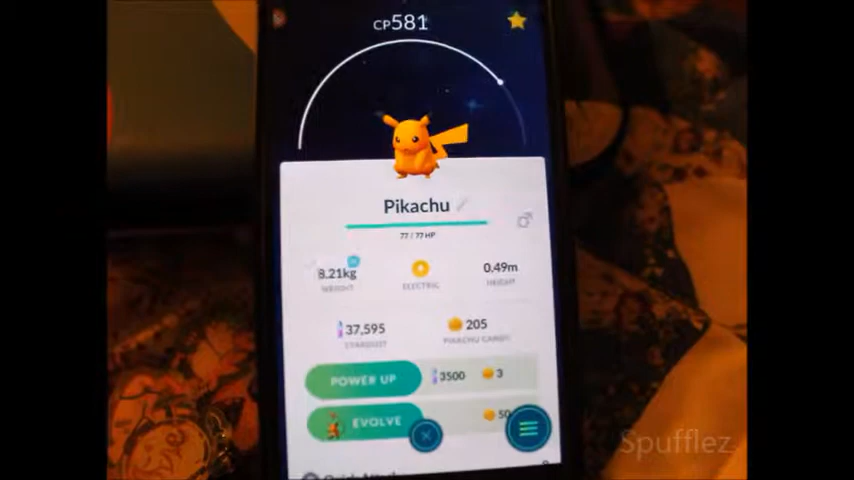 CP581
Pikachu
77 / 77 HP
8.21kg
WEIGHT
ELECTRIC
0.49m
HEIGHT
37,595
STARDUST
205
PIKACHU CANDY
POWER UP
3500
3
EVOLVE
50
Spufflez